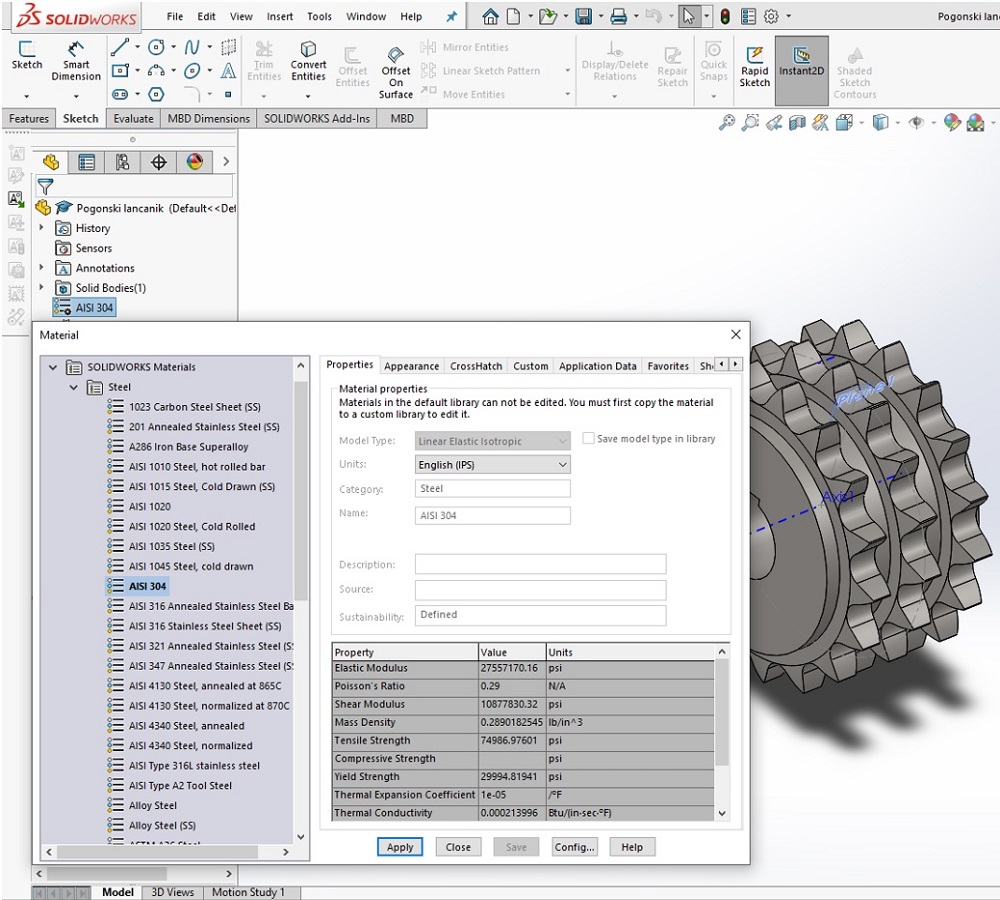 SOLIDWORKS File Edit View Insert Tools Window Help Pogonski lanc
Sketch Smart Dimension Trim Entities Convert Entities Offset Entities Offset On Surface Mirror Entities Linear Sketch Pattern Move Entities Display/Delete Relations Repair Sketch Quick Snaps Rapid Sketch Instant2D Shaded Sketch Contours
Features Sketch Evaluate MBD Dimensions SOLIDWORKS Add-Ins MBD
Pogonski lancanik (Default<<Def
History
Sensors
Annotations
Solid Bodies(1)
AISI 304
Material
SOLIDWORKS Materials
Steel
1023 Carbon Steel Sheet (SS)
201 Annealed Stainless Steel (SS)
A286 Iron Base Superalloy
AISI 1010 Steel, hot rolled bar
AISI 1015 Steel, Cold Drawn (SS)
AISI 1020
AISI 1020 Steel, Cold Rolled
AISI 1035 Steel (SS)
AISI 1045 Steel, cold drawn
AISI 304
AISI 316 Annealed Stainless Steel Ba
AISI 316 Stainless Steel Sheet (SS)
AISI 321 Annealed Stainless Steel (S
AISI 347 Annealed Stainless Steel (S
AISI 4130 Steel, annealed at 865C
AISI 4130 Steel, normalized at 870C
AISI 4340 Steel, annealed
AISI 4340 Steel, normalized
AISI Type 316L stainless steel
AISI Type A2 Tool Steel
Alloy Steel
Alloy Steel (SS)
Properties Appearance CrossHatch Custom Application Data Favorites Sh
Material properties
Materials in the default library can not be edited. You must first copy the material
to a custom library to edit it.
Model Type: Linear Elastic Isotropic Save model type in library
Units: English (IPS)
Category: Steel
Name: AISI 304
Description:
Source:
Sustainability: Defined
Property Value Units
Elastic Modulus 27557170.16 psi
Poisson's Ratio 0.29 N/A
Shear Modulus 10877830.32 psi
Mass Density 0.2890182545 lb/in^3
Tensile Strength 74986.97601 psi
Compressive Strength psi
Yield Strength 29994.81941 psi
Thermal Expansion Coefficient 1e-05 /ºF
Thermal Conductivity 0.000213996 Btu/(in·sec·ºF)
Apply Close Save Config... Help
Plane1
Axis1
Model 3D Views Motion Study 1